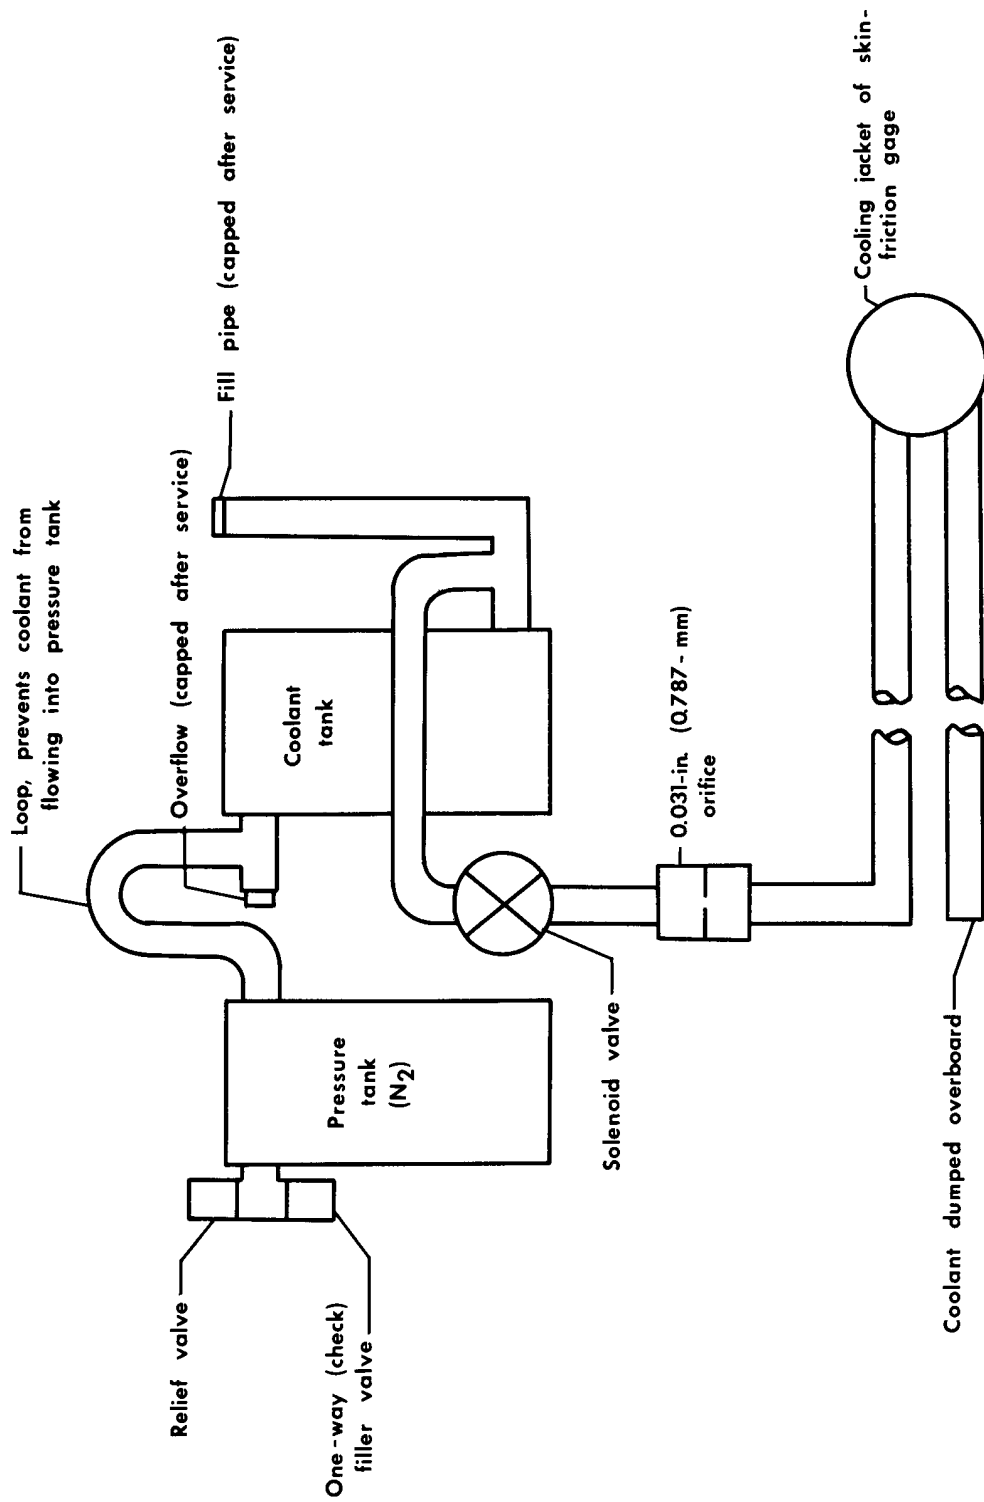 Loop, prevents coolant from
flowing into pressure tank
Relief valve
Overflow (capped after service)
Fill pipe (capped after service)
One-way (check)
filler valve
Pressure
tank
(N2)
Coolant
tank
Solenoid valve
0.031-in. (0.787-mm)
orifice
Cooling jacket of skin-
friction gage
Coolant dumped overboard